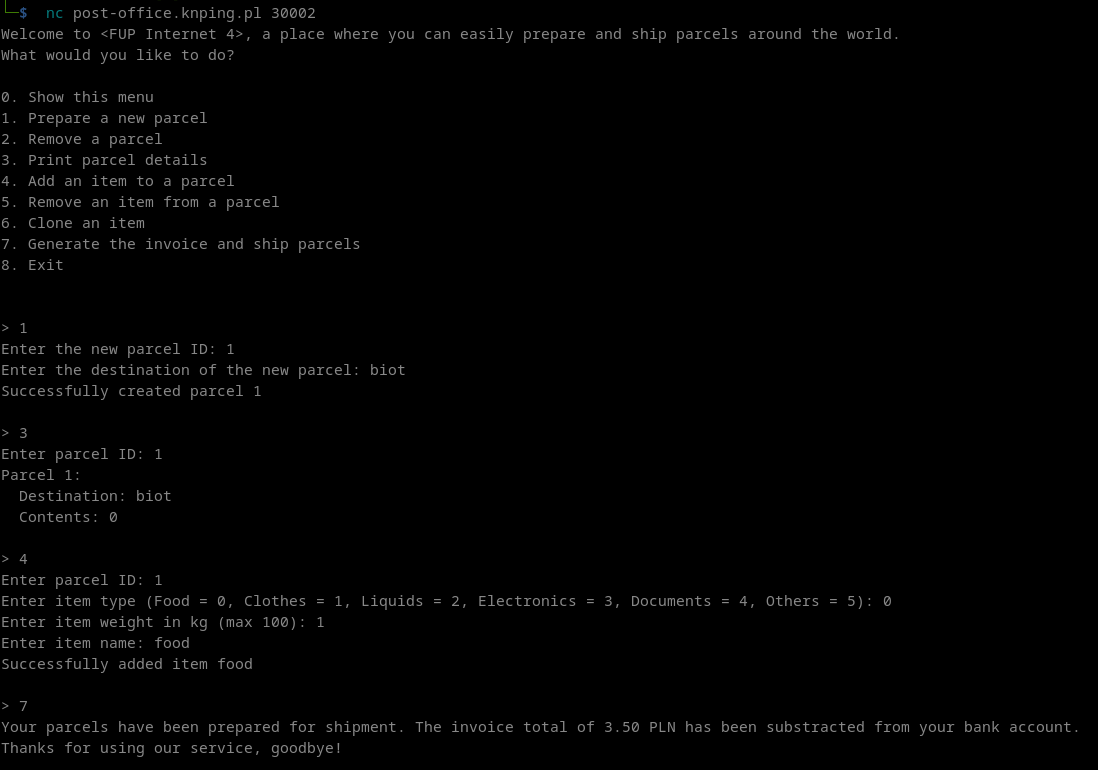 └─$ nc post-office.knping.pl 30002
Welcome to <FUP Internet 4>, a place where you can easily prepare and ship parcels around the world.
What would you like to do?
0. Show this menu
1. Prepare a new parcel
2. Remove a parcel
3. Print parcel details
4. Add an item to a parcel
5. Remove an item from a parcel
6. Clone an item
7. Generate the invoice and ship parcels
8. Exit
> 1
Enter the new parcel ID: 1
Enter the destination of the new parcel: biot
Successfully created parcel 1
> 3
Enter parcel ID: 1
Parcel 1:
  Destination: biot
  Contents: 0
> 4
Enter parcel ID: 1
Enter item type (Food = 0, Clothes = 1, Liquids = 2, Electronics = 3, Documents = 4, Others = 5): 0
Enter item weight in kg (max 100): 1
Enter item name: food
Successfully added item food
> 7
Your parcels have been prepared for shipment. The invoice total of 3.50 PLN has been substracted from your bank account.
Thanks for using our service, goodbye!